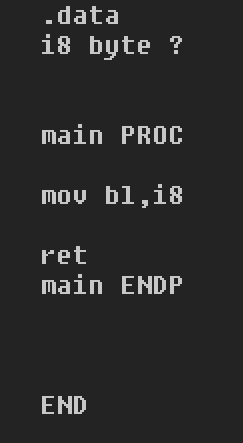 .data
i8 byte ?
main PROC
mov bl,i8
ret
main ENDP
END